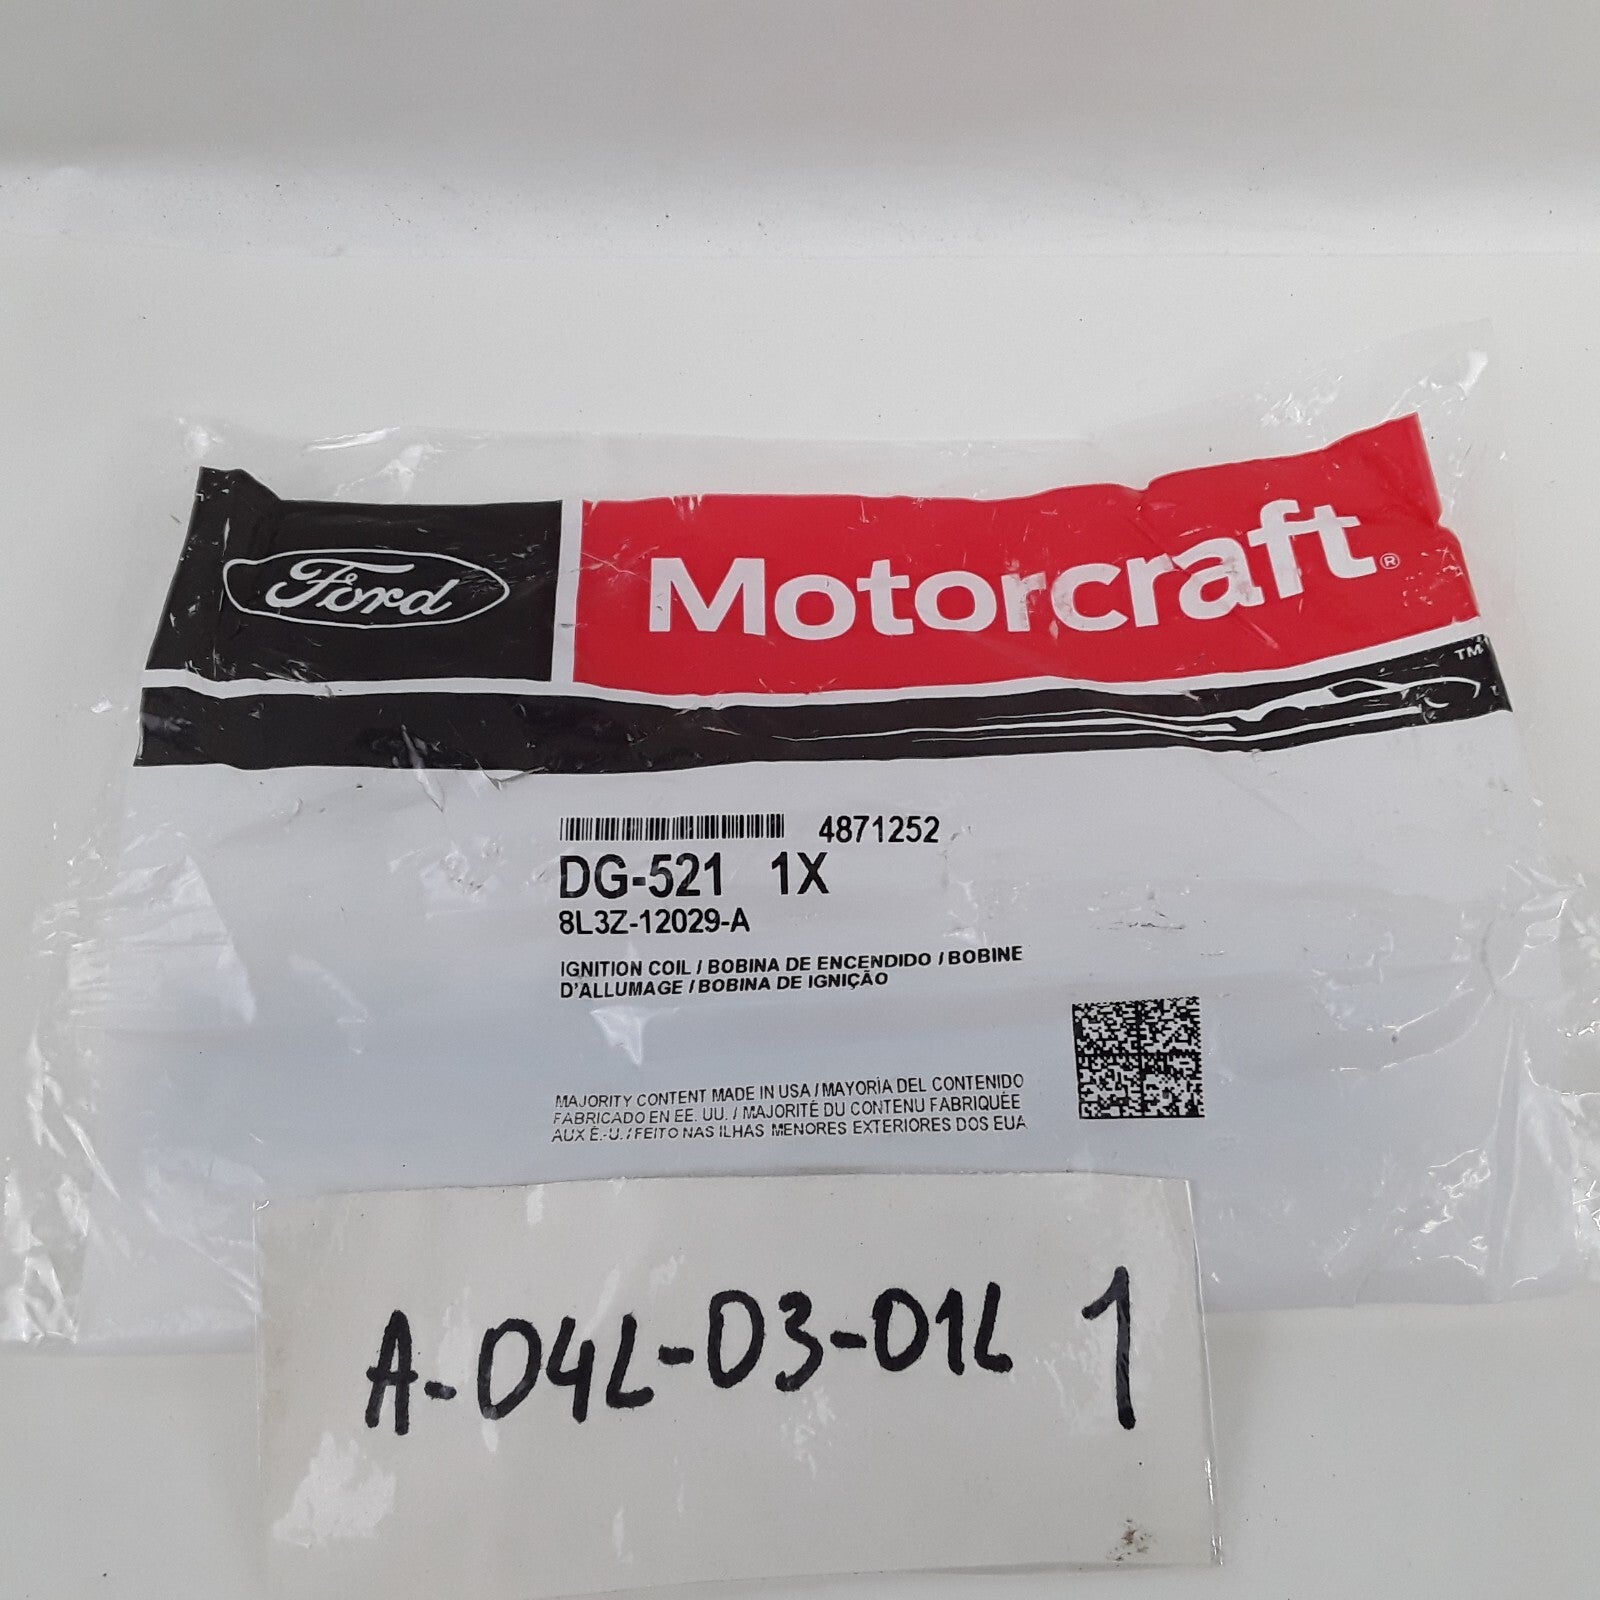 Ford Motorcraft®
TM
4871252
DG-521 1X
8L3Z-12029-A
IGNITION COIL / BOBINA DE ENCENDIDO / BOBINE
D'ALLUMAGE / BOBINA DE IGNIÇÃO
MAJORITY CONTENT MADE IN USA / MAYORÍA DEL CONTENIDO
FABRICADO EN EE. UU. / MAJORITÉ DU CONTENU FABRIQUÉE
AUX É.-U. / FEITO NAS ILHAS MENORES EXTERIORES DOS EUA
A-04L-03-01L 1